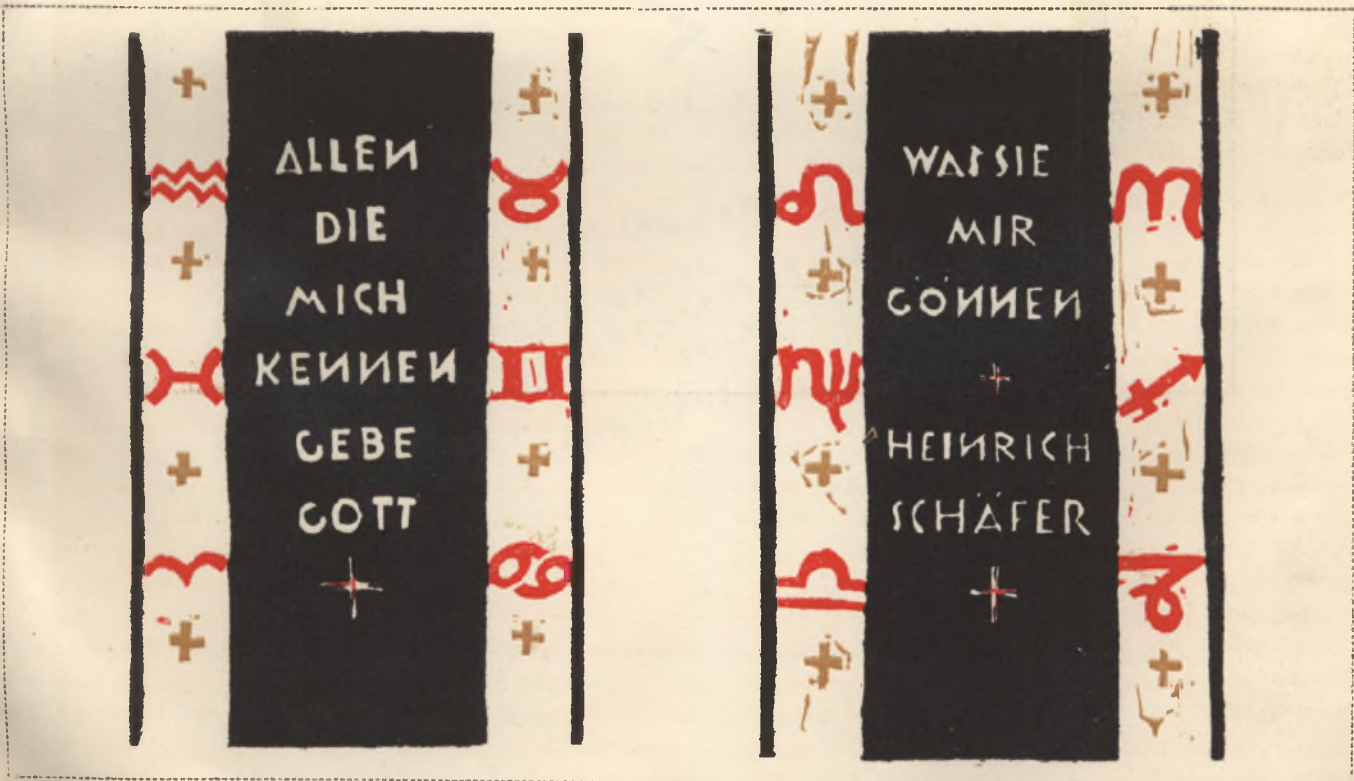 ALLEN
DIE
MICH
KENNEN
GEBE
GOTT
WAS SIE
MIR
GÖNNEN
HEINRICH
SCHÄFER